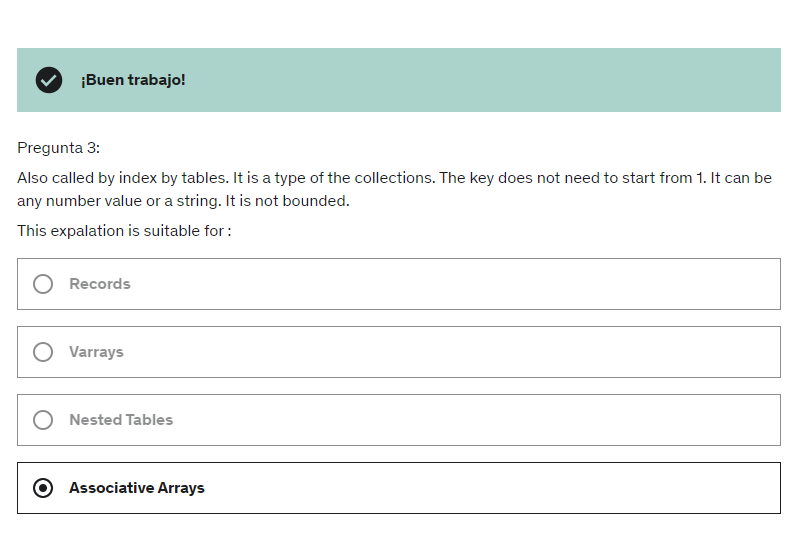 ¡Buen trabajo!
Pregunta 3:
Also called by index by tables. It is a type of the collections. The key does not need to start from 1. It can be
any number value or a string. It is not bounded.
This expalation is suitable for :
Records
Varrays
Nested Tables
Associative Arrays